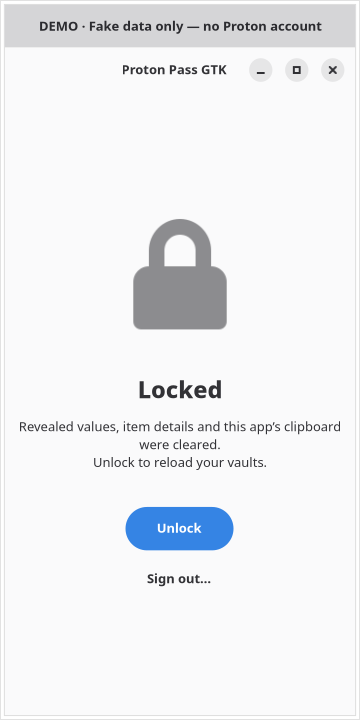 DEMO · Fake data only — no Proton account
Proton Pass GTK
Locked
Revealed values, item details and this app’s clipboard
were cleared.
Unlock to reload your vaults.
Unlock
Sign out…